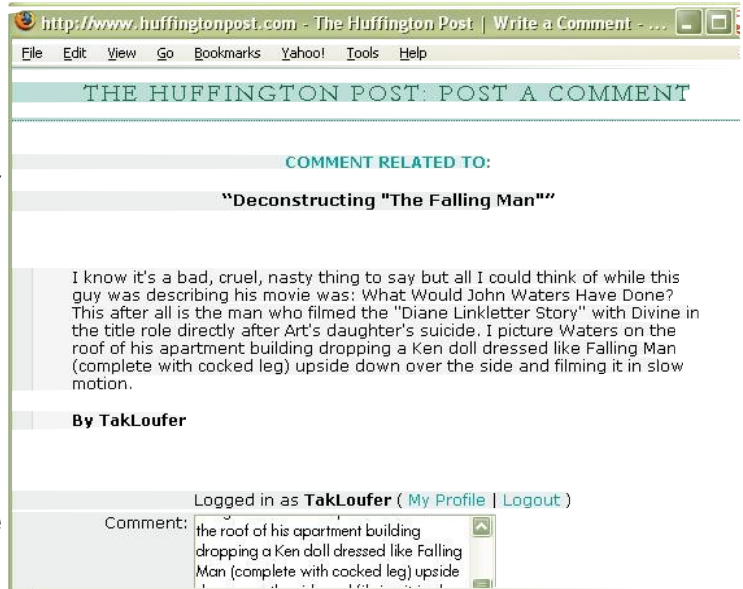 http://www.huffingtonpost.com - The Huffington Post | Write a Comment - ...
File Edit View Go Bookmarks Yahoo! Tools Help
THE HUFFINGTON POST: POST A COMMENT
COMMENT RELATED TO:
“Deconstructing "The Falling Man"”
I know it's a bad, cruel, nasty thing to say but all I could think of while this
guy was describing his movie was: What Would John Waters Have Done?
This after all is the man who filmed the "Diane Linkletter Story" with Divine in
the title role directly after Art's daughter's suicide. I picture Waters on the
roof of his apartment building dropping a Ken doll dressed like Falling Man
(complete with cocked leg) upside down over the side and filming it in slow
motion.
By TakLoufer
Logged in as TakLoufer ( My Profile | Logout )
Comment:
the roof of his apartment building
dropping a Ken doll dressed like Falling
Man (complete with cocked leg) upside